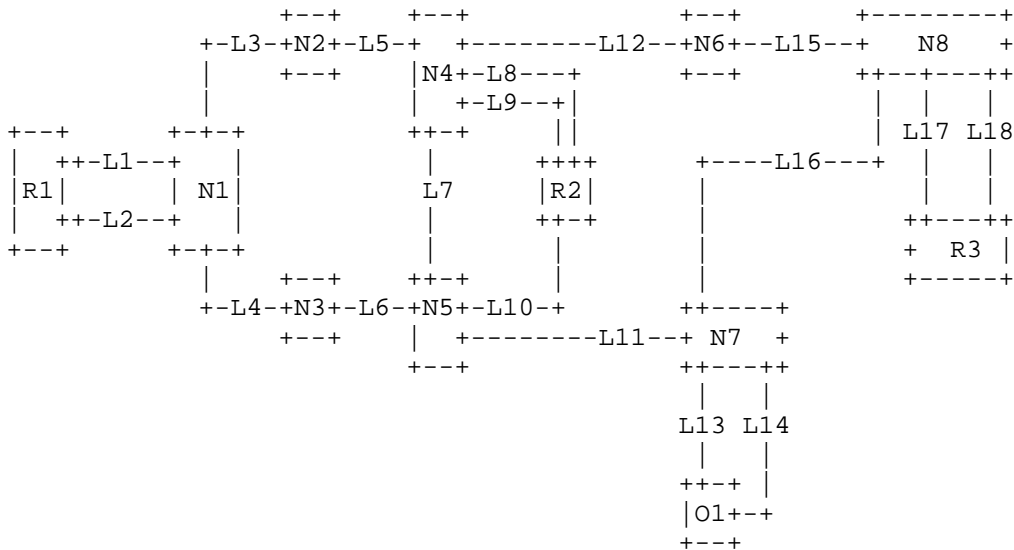 +--+    +--+             +--+       +--------+
            +-L3-+N2+-L5-+  +--------L12--+N6+--L15--+   N8   +
            |    +--+    |N4+-L8---+      +--+       ++--+---++
            |            |  +-L9--+|                  |  |   |
+--+      +-+-+          ++-+     ||                  | L17 L18
|  ++-L1--+   |           |      ++++      +----L16---+  |   |
|R1|      | N1|           L7     |R2|      |             |   |
|  ++-L2--+   |           |      ++-+      |            ++---++
+--+      +-+-+           |       |        |            +  R3 |
            |    +--+    ++-+     |        |            +-----+
            +-L4-+N3+-L6-+N5+-L10-+       ++----+
                 +--+    |  +--------L11--+ N7  +
                         +--+             ++---++
                                           |   |
                                          L13 L14
                                           |   |
                                          ++-+ |
                                          |O1+-+
                                          +--+